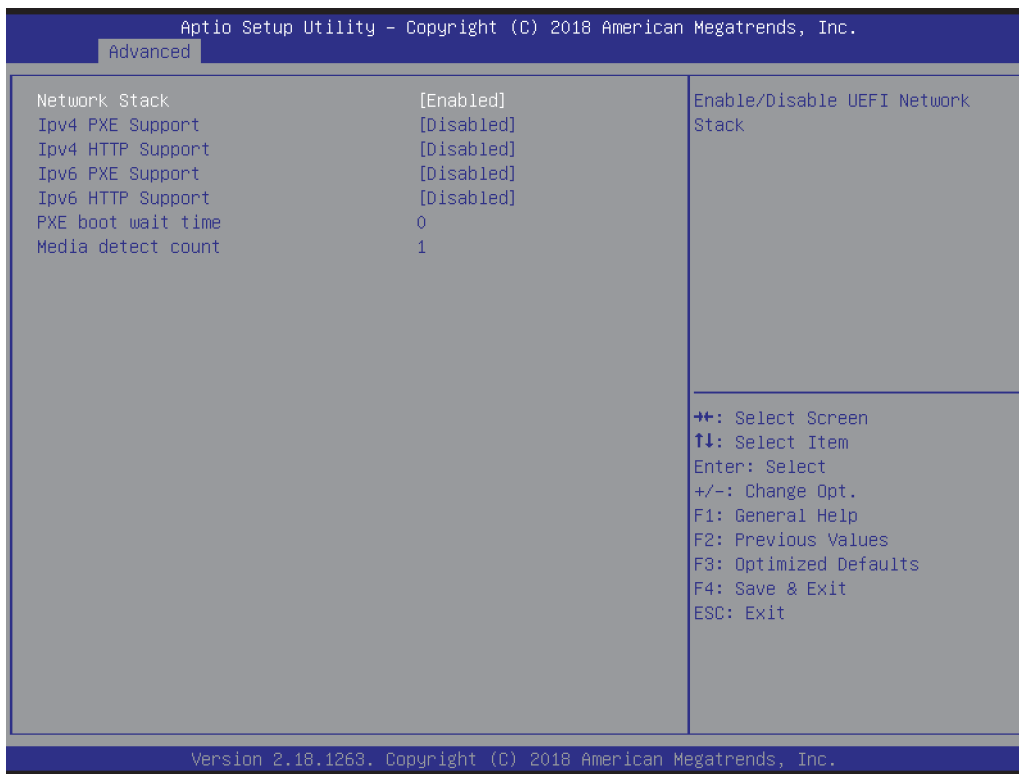 Aptio Setup Utility – Copyright (C) 2018 American Megatrends, Inc.
Advanced
Network Stack [Enabled]
Ipv4 PXE Support [Disabled]
Ipv4 HTTP Support [Disabled]
Ipv6 PXE Support [Disabled]
Ipv6 HTTP Support [Disabled]
PXE boot wait time 0
Media detect count 1
Enable/Disable UEFI Network
Stack
→←: Select Screen
↑↓: Select Item
Enter: Select
+/-: Change Opt.
F1: General Help
F2: Previous Values
F3: Optimized Defaults
F4: Save & Exit
ESC: Exit
Version 2.18.1263. Copyright (C) 2018 American Megatrends, Inc.